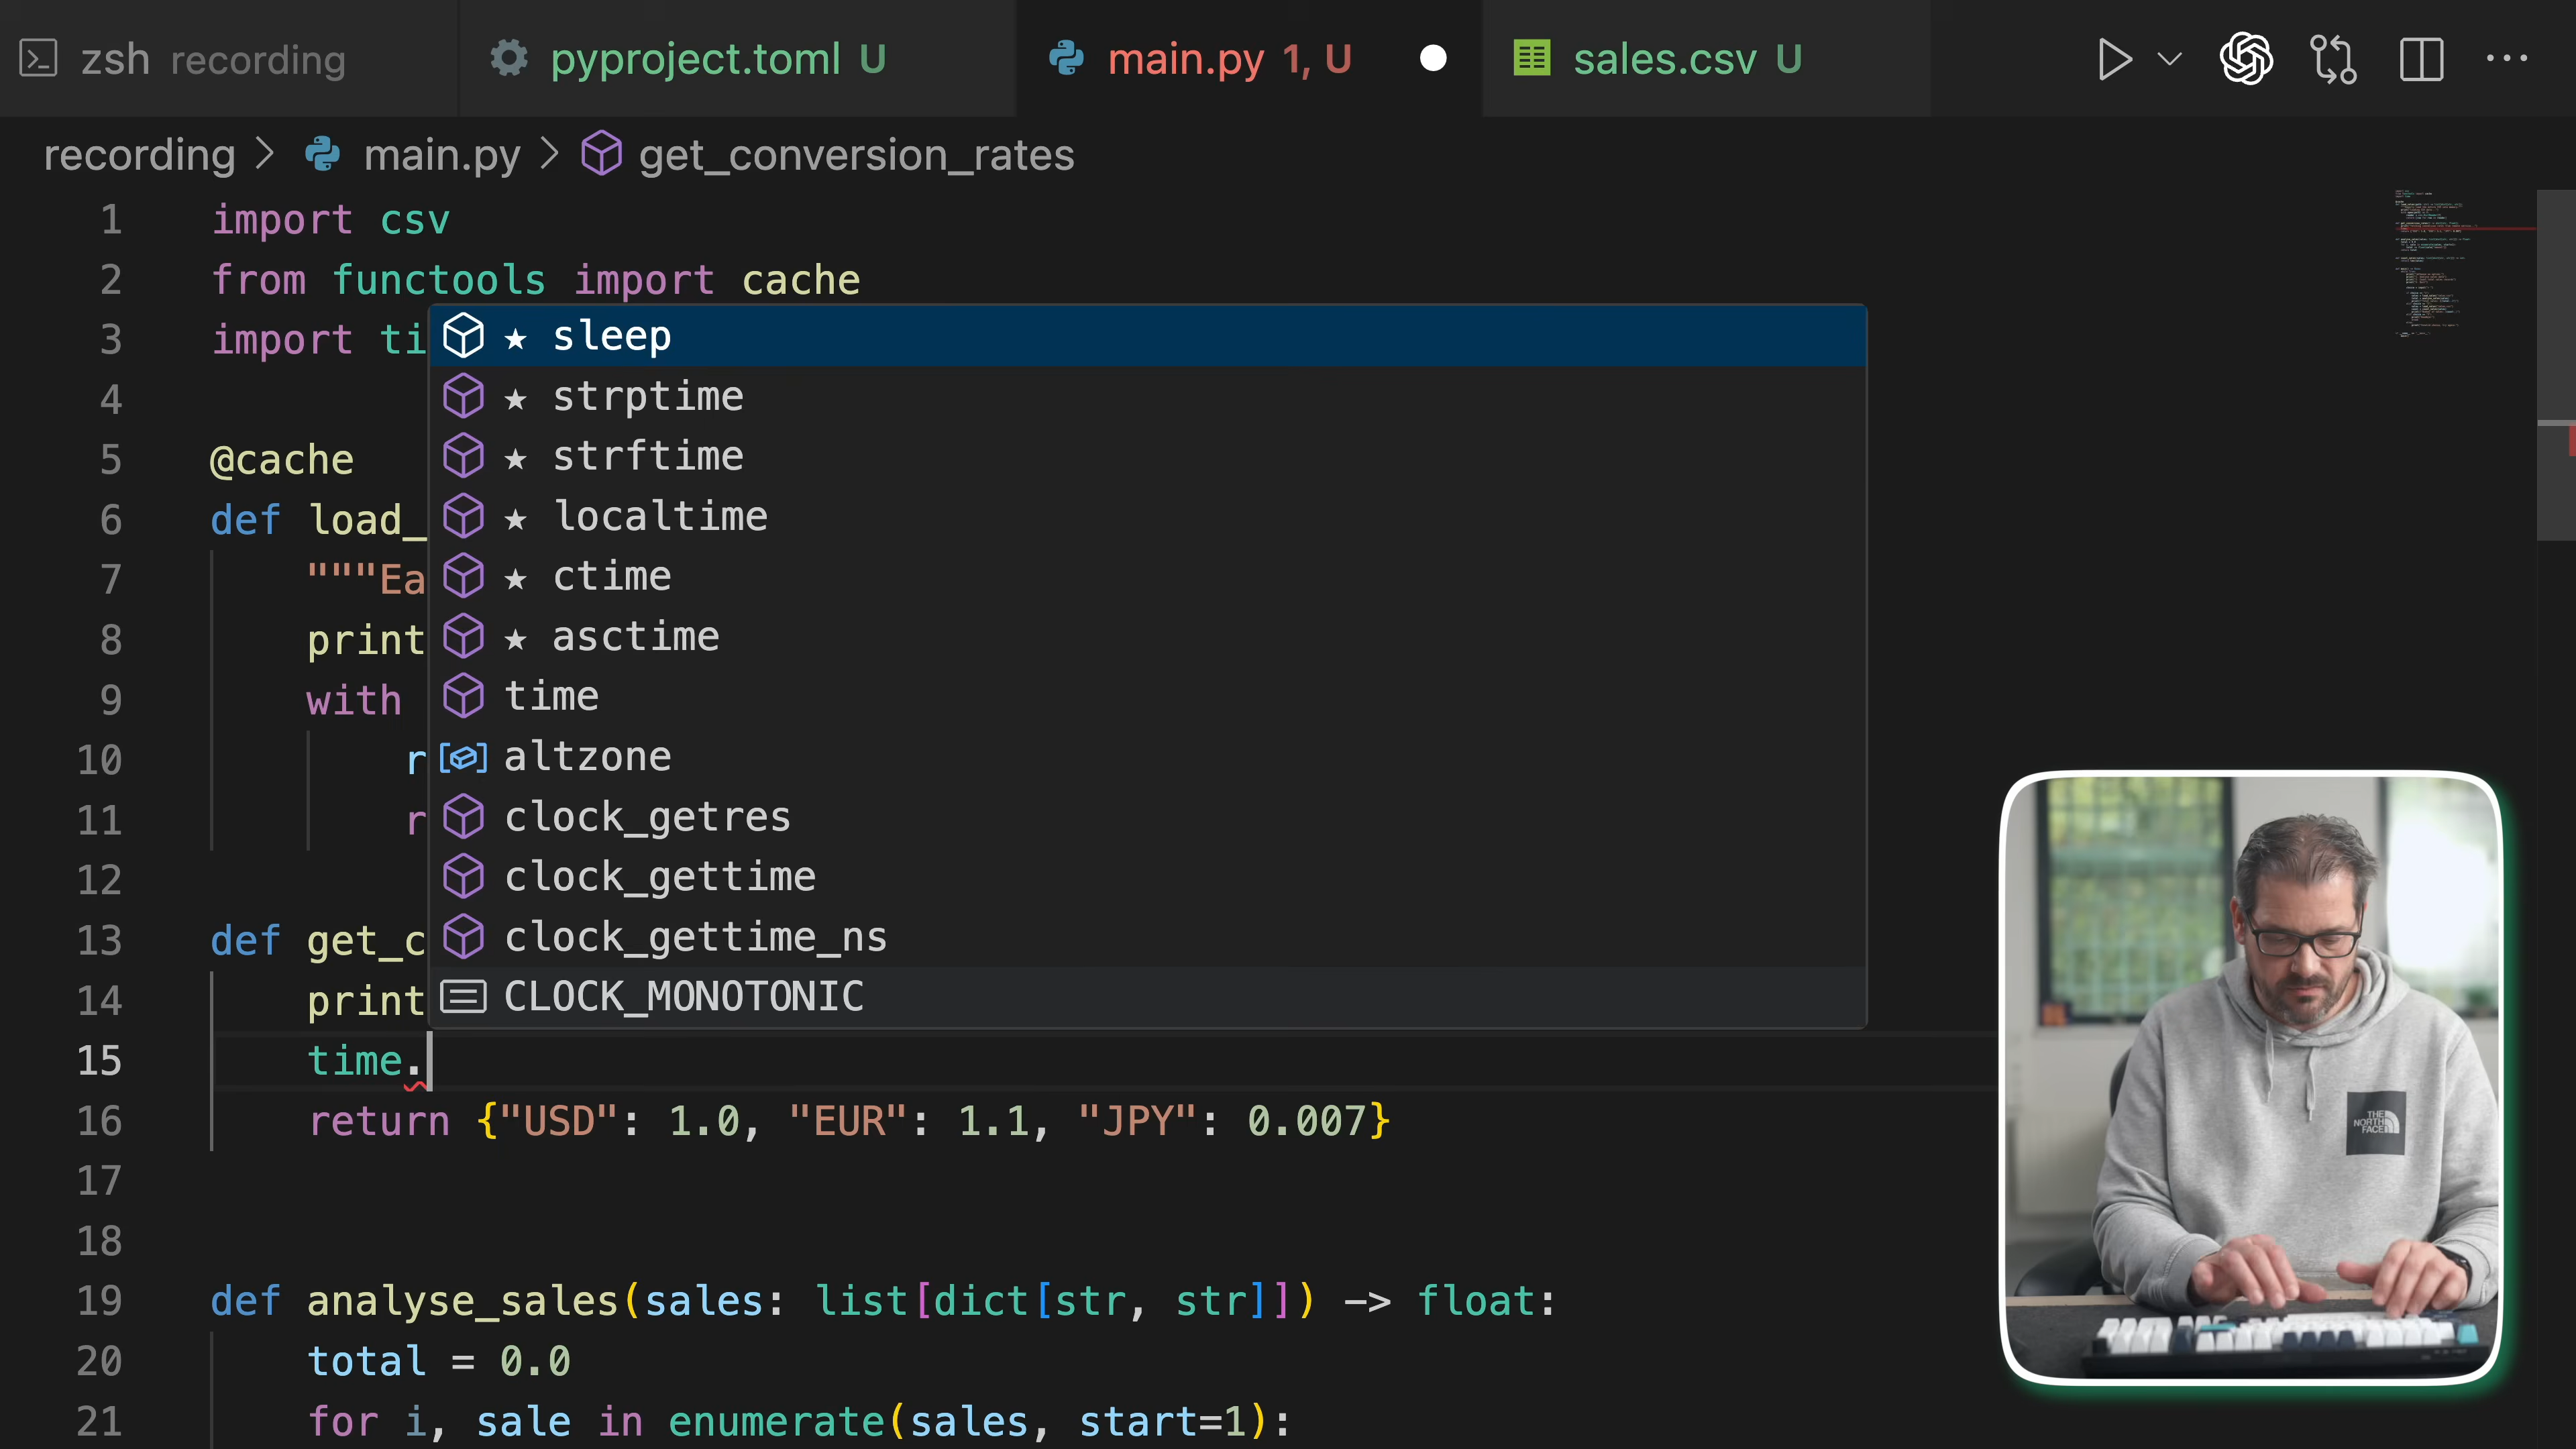 zsh recording
pyproject.toml U
main.py 1, U
sales.csv U
recording > main.py > get_conversion_rates
1 import csv
2 from functools import cache
3 import ti
4
5 @cache
6 def load_
7 """Ea
8 print
9 with
10 r
11 r
12
13 def get_c
14 print
15 time.
16 return {"USD": 1.0, "EUR": 1.1, "JPY": 0.007}
17
18
19 def analyse_sales(sales: list[dict[str, str]]) -> float:
20 total = 0.0
21 for i, sale in enumerate(sales, start=1):
★ sleep
★ strptime
★ strftime
★ localtime
★ ctime
★ asctime
time
altzone
clock_getres
clock_gettime
clock_gettime_ns
CLOCK_MONOTONIC
THE
NORTH
FACE